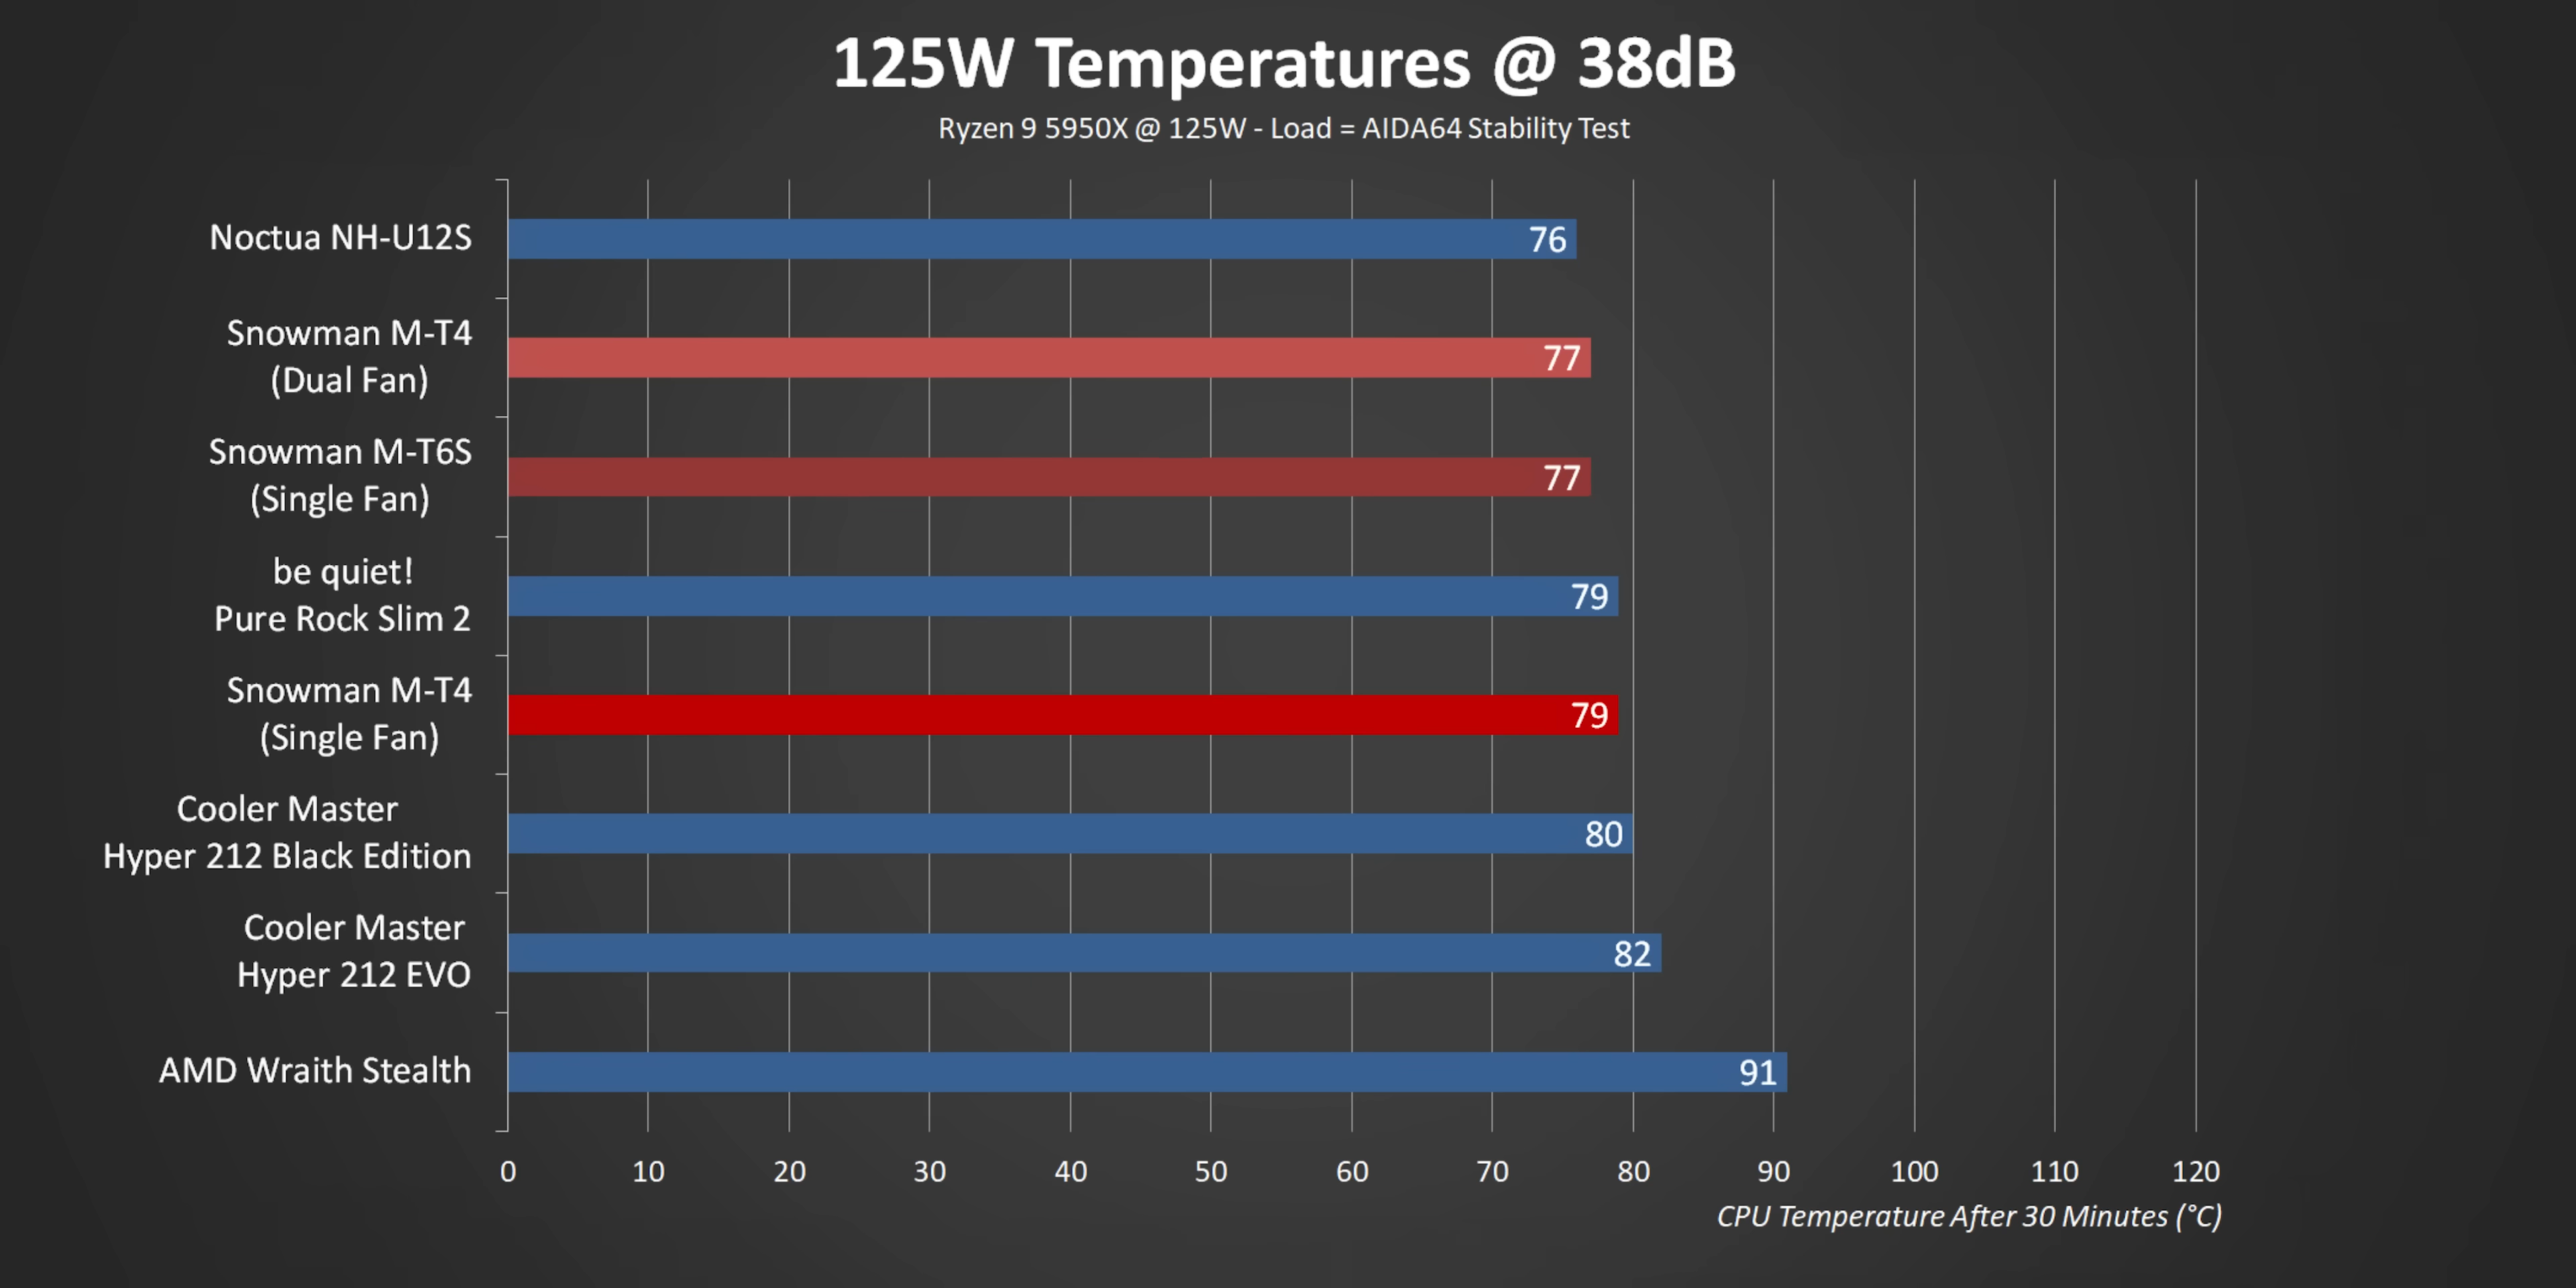 125W Temperatures @ 38dB
Ryzen 9 5950X @ 125W - Load = AIDA64 Stability Test
Noctua NH-U12S
76
Snowman M-T4
(Dual Fan)
77
Snowman M-T6S
(Single Fan)
77
be quiet!
Pure Rock Slim 2
79
Snowman M-T4
(Single Fan)
79
Cooler Master
Hyper 212 Black Edition
80
Cooler Master
Hyper 212 EVO
82
AMD Wraith Stealth
91
0 10 20 30 40 50 60 70 80 90 100 110 120
CPU Temperature After 30 Minutes (°C)